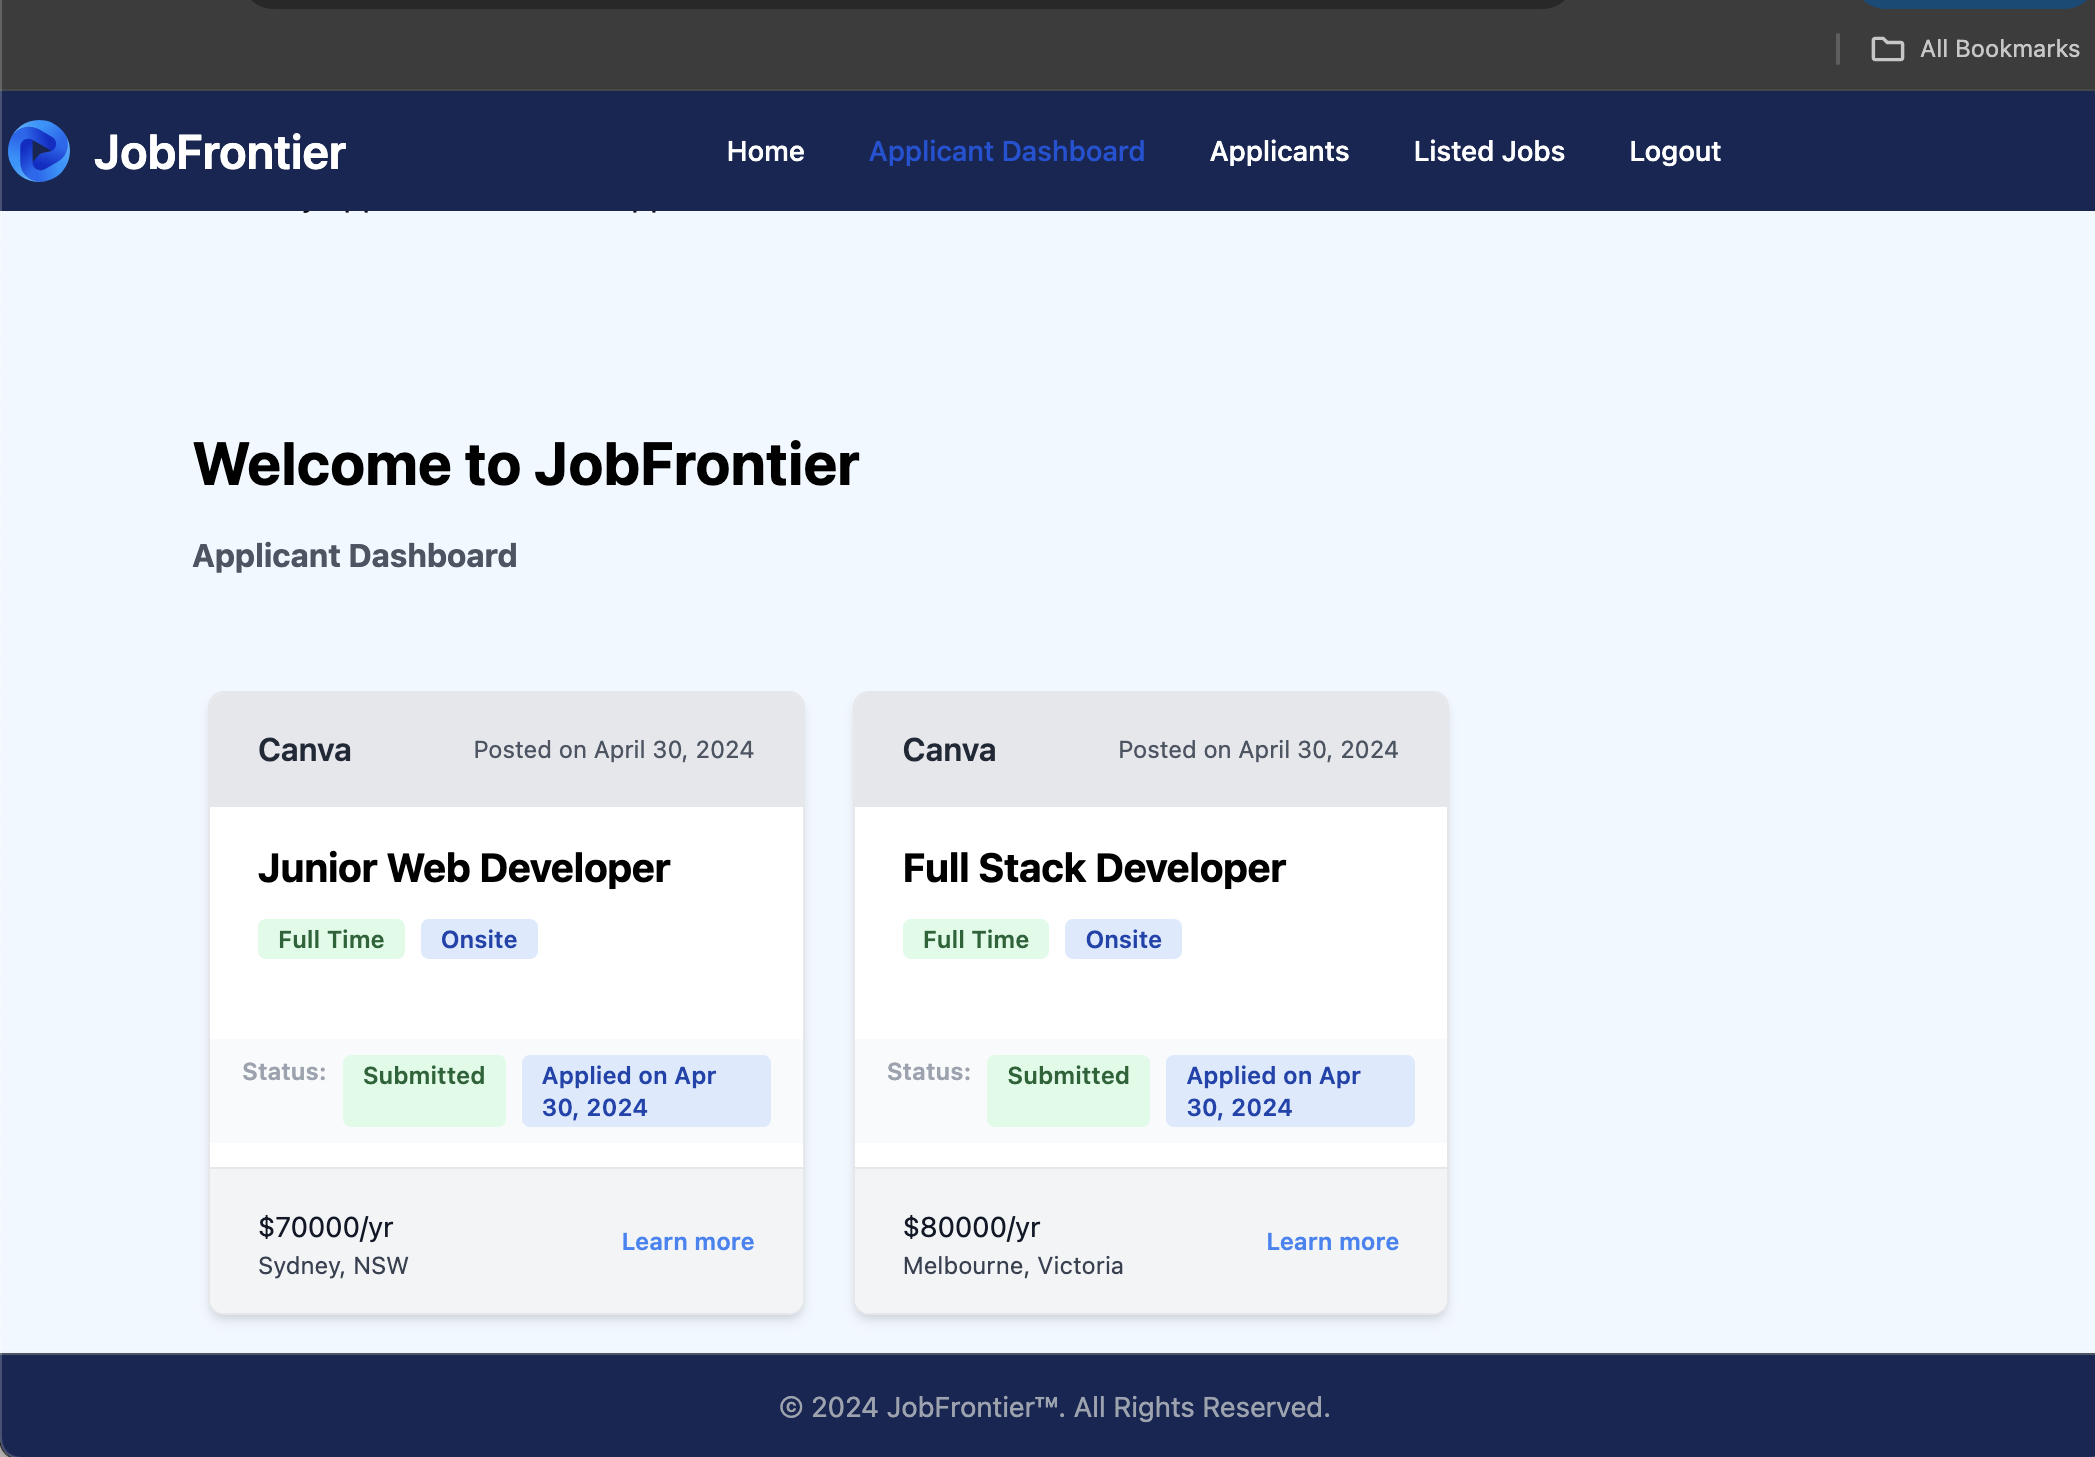 All Bookmarks
JobFrontier
Home
Applicant Dashboard
Applicants
Listed Jobs
Logout
Welcome to JobFrontier
Applicant Dashboard
Canva
Posted on April 30, 2024
Junior Web Developer
Full Time
Onsite
Status:
Submitted
Applied on Apr
30, 2024
$70000/yr
Sydney, NSW
Learn more
Canva
Posted on April 30, 2024
Full Stack Developer
Full Time
Onsite
Status:
Submitted
Applied on Apr
30, 2024
$80000/yr
Melbourne, Victoria
Learn more
© 2024 JobFrontier™. All Rights Reserved.